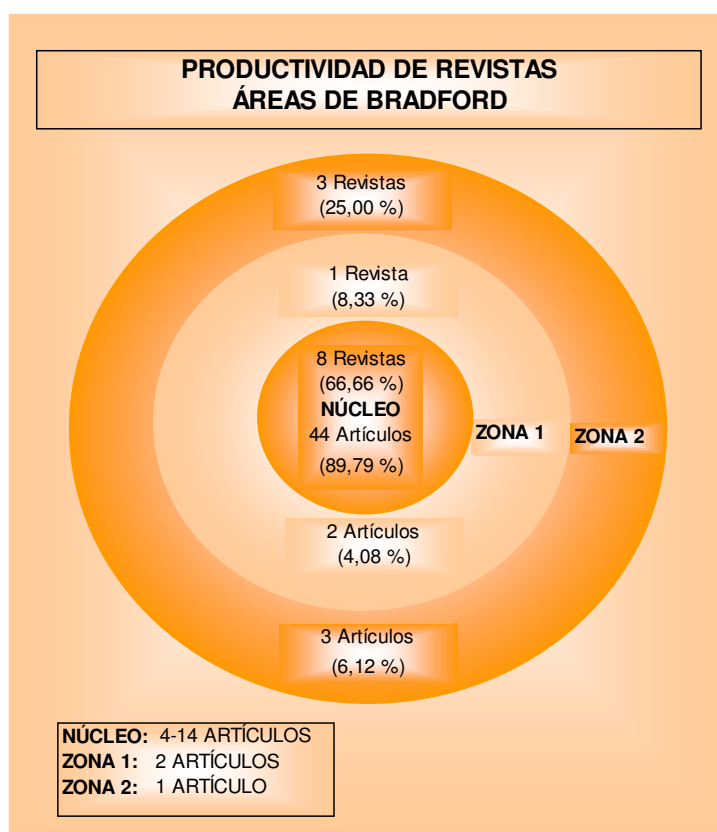 PRODUCTIVIDAD DE REVISTAS
ÁREAS DE BRADFORD
3 Revistas
(25,00 %)
1 Revista
(8,33 %)
8 Revistas
(66,66 %)
NÚCLEO
44 Artículos
(89,79 %)
ZONA 1
ZONA 2
2 Artículos
(4,08 %)
3 Artículos
(6,12 %)
NÚCLEO: 4-14 ARTÍCULOS
ZONA 1: 2 ARTÍCULOS
ZONA 2: 1 ARTÍCULO